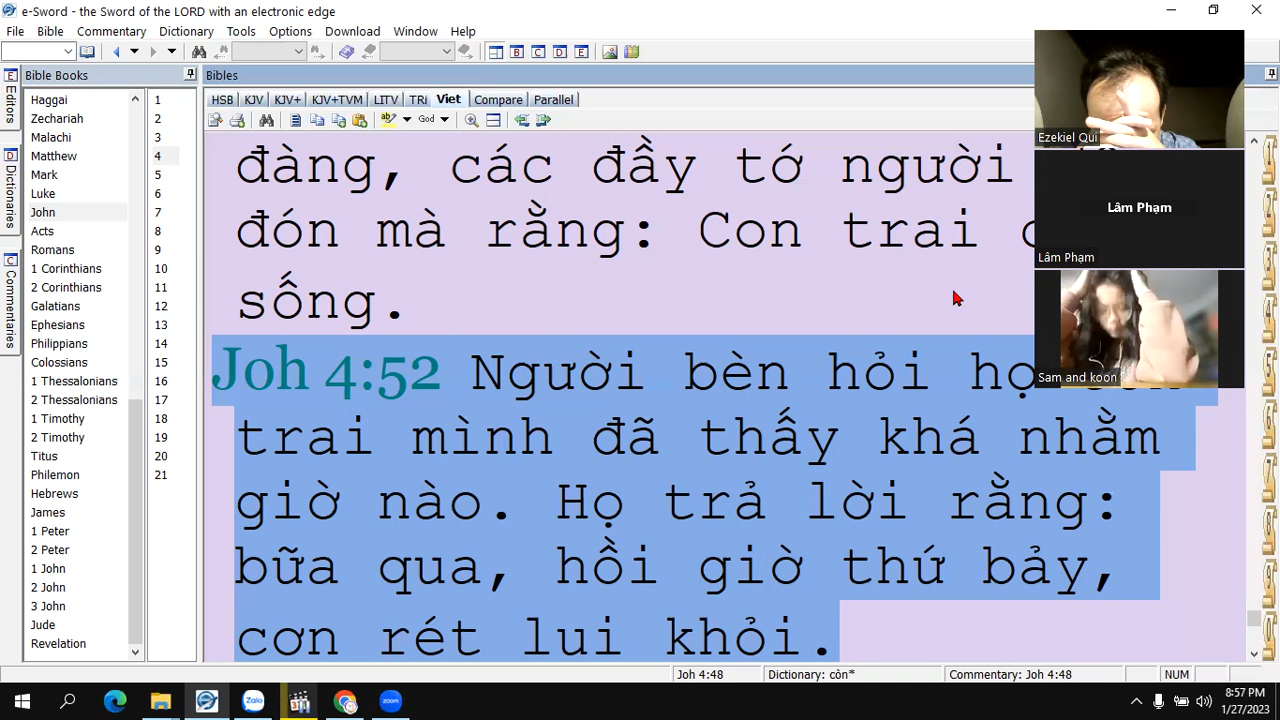 e-Sword - the Sword of the LORD with an electronic edge
File Bible Commentary Dictionary Tools Options Download Window Help
Bible Books
Bibles
Editors
Dictionaries
Commentaries
HSB KJV KJV+ KJV+TVM LITV TRi Viet Compare Parallel
God
Haggai
Zechariah
Malachi
Matthew
Mark
Luke
John
Acts
Romans
1 Corinthians
2 Corinthians
Galatians
Ephesians
Philippians
Colossians
1 Thessalonians
2 Thessalonians
1 Timothy
2 Timothy
Titus
Philemon
Hebrews
James
1 Peter
2 Peter
1 John
2 John
3 John
Jude
Revelation
1
2
3
4
5
6
7
8
9
10
11
12
13
14
15
16
17
18
19
20
21
đàng, các đầy tớ người
đón mà rằng: Con trai
sống.
Joh 4:52 Người bèn hỏi họ
trai mình đã thấy khá nhằm
giờ nào. Họ trả lời rằng:
bữa qua, hồi giờ thứ bảy,
cơn rét lui khỏi.
Ezekiel Qui
Lâm Phạm
Lâm Phạm
Sam and koon
Joh 4:48 Dictionary: còn* Commentary: Joh 4:48 NUM
8:57 PM
1/27/2023